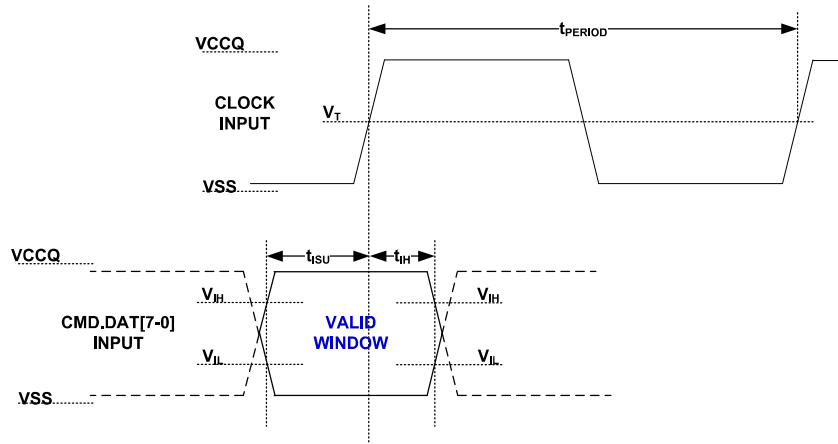 VCCQ
tPERIOD
CLOCK
INPUT
VT
VSS
VCCQ
tISU
tIH
VIH
VIH
CMD.DAT[7-0]
INPUT
VALID
WINDOW
VIL
VIL
VSS